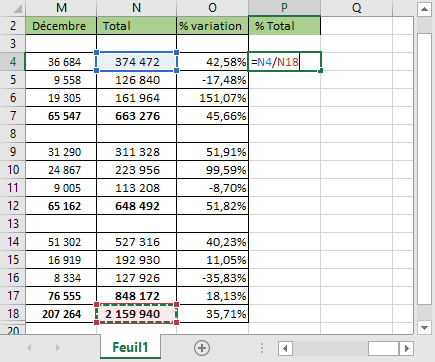 M N O P Q
2 Décembre Total % variation % Total
3
4 36 684 374 472 42,58% =N4/N18
5 9 558 126 840 -17,48%
6 19 305 161 964 151,07%
7 65 547 663 276 45,66%
8
9 31 290 311 328 51,91%
10 24 867 223 956 99,59%
11 9 005 113 208 -8,70%
12 65 162 648 492 51,82%
13
14 51 302 527 316 40,23%
15 16 919 192 930 11,05%
16 8 334 127 926 -35,83%
17 76 555 848 172 18,13%
18 207 264 2 159 940 35,71%
20
Feuil1